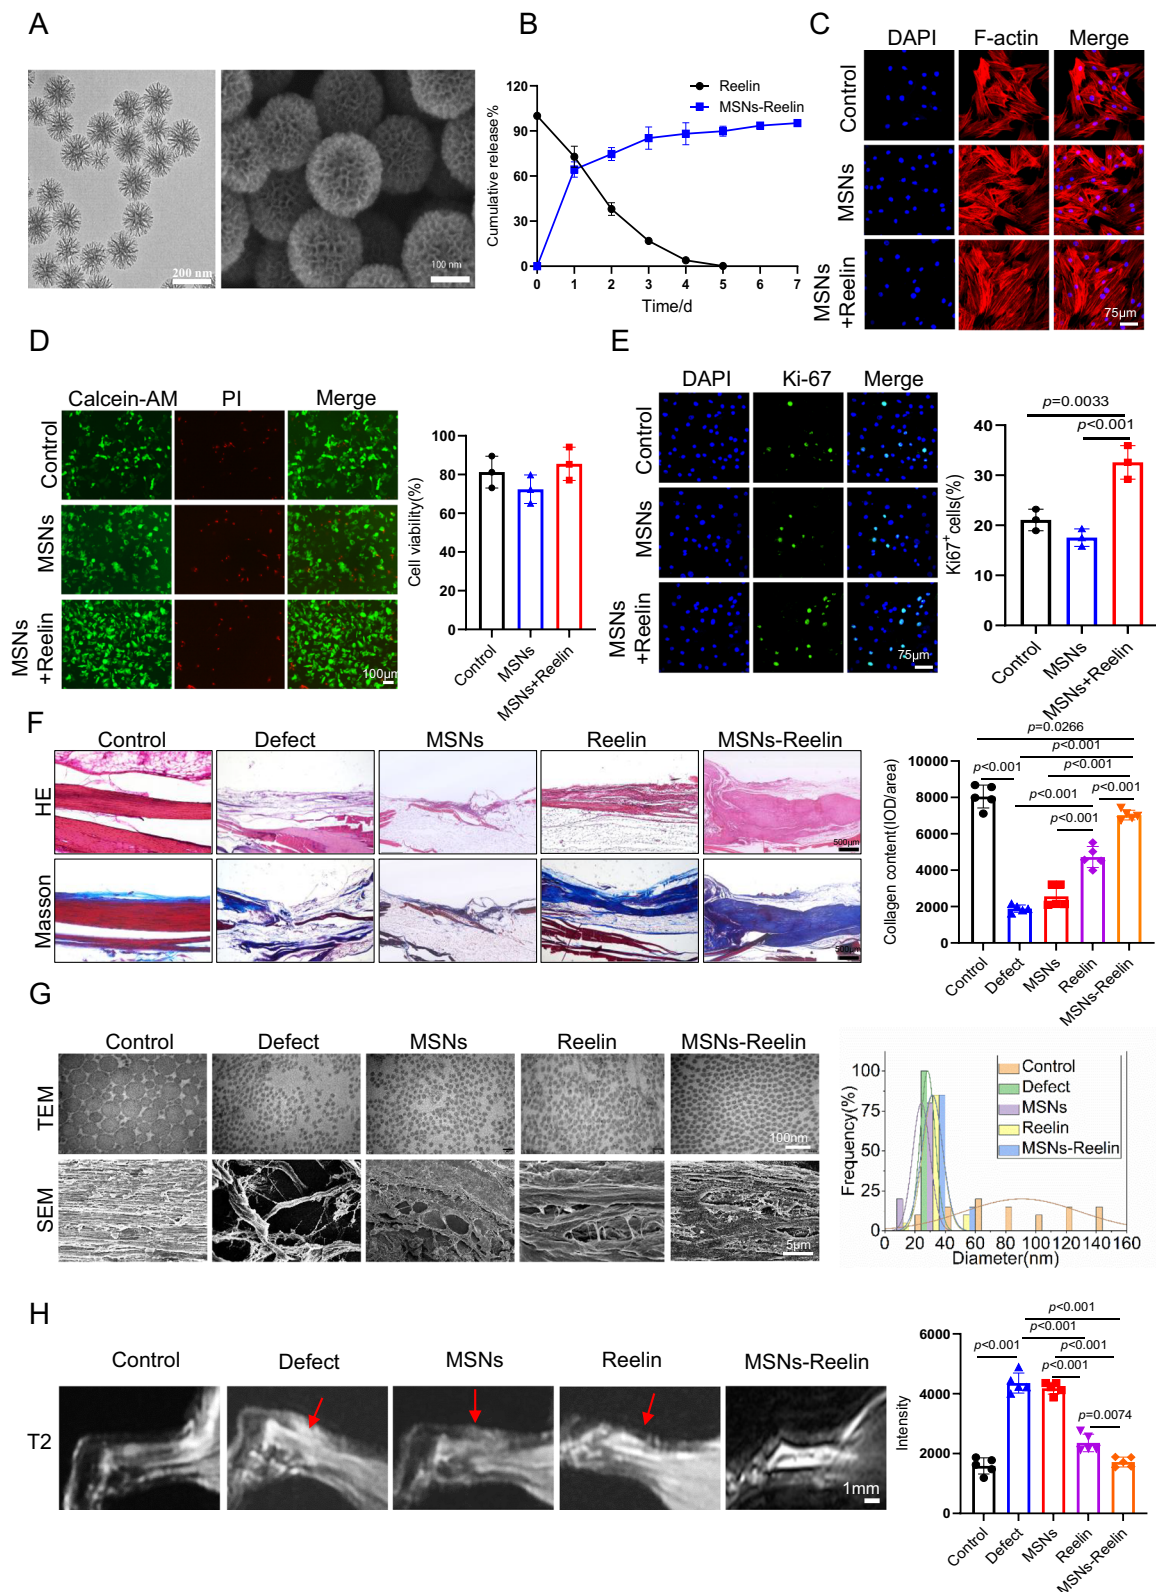 A
200 nm
100 nm
B
Cumulative release%
120
90
60
30
0
Reelin
MSNs-Reelin
0 1 2 3 4 5 6 7
Time/d
C
DAPI F-actin Merge
Control
MSNs
MSNs
+Reelin
75μm
D
Calcein-AM PI Merge
Control
MSNs
MSNs
+Reelin
100μm
Cell viability(%)
100
80
60
40
20
0
Control
MSNs
MSNs+Reelin
E
DAPI Ki-67 Merge
Control
MSNs
MSNs
+Reelin
75μm
p=0.0033
p<0.001
Ki67+cells(%)
40
30
20
10
0
Control
MSNs
MSNs+Reelin
F
Control Defect MSNs Reelin MSNs-Reelin
HE
500μm
Masson
500μm
p=0.0266
p<0.001
p<0.001 p<0.001
p<0.001 p<0.001
p<0.001
Collagen content(IOD/area)
10000
8000
6000
4000
2000
0
Control
Defect
MSNs
Reelin
MSNs-Reelin
G
Control Defect MSNs Reelin MSNs-Reelin
TEM
100nm
SEM
5μm
Frequency(%)
100
75
50
25
0
Control
Defect
MSNs
Reelin
MSNs-Reelin
0 20 40 60 80 100 120 140 160
Diameter(nm)
H
Control Defect MSNs Reelin MSNs-Reelin
T2
1mm
p<0.001
p<0.001
p<0.001 p<0.001
p<0.001
p=0.0074
Intensity
6000
4000
2000
0
Control
Defect
MSNs
Reelin
MSNs-Reelin